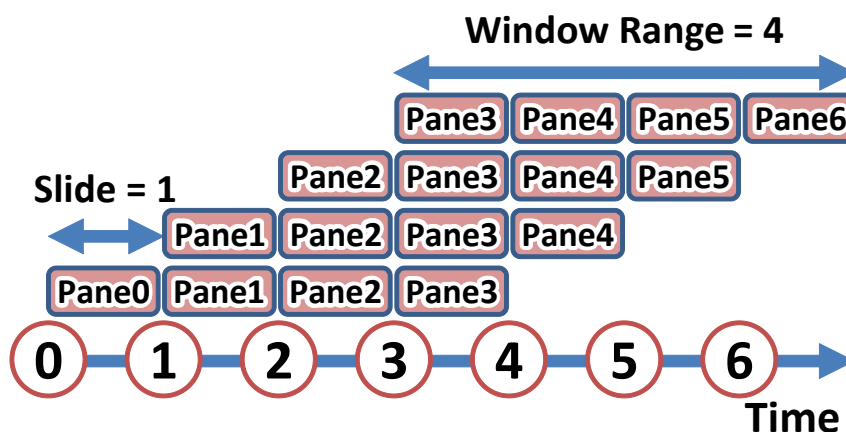 Window Range = 4
Pane3 Pane4 Pane5 Pane6
Pane2 Pane3 Pane4 Pane5
Slide = 1
Pane1 Pane2 Pane3 Pane4
Pane0 Pane1 Pane2 Pane3
0 1 2 3 4 5 6
Time